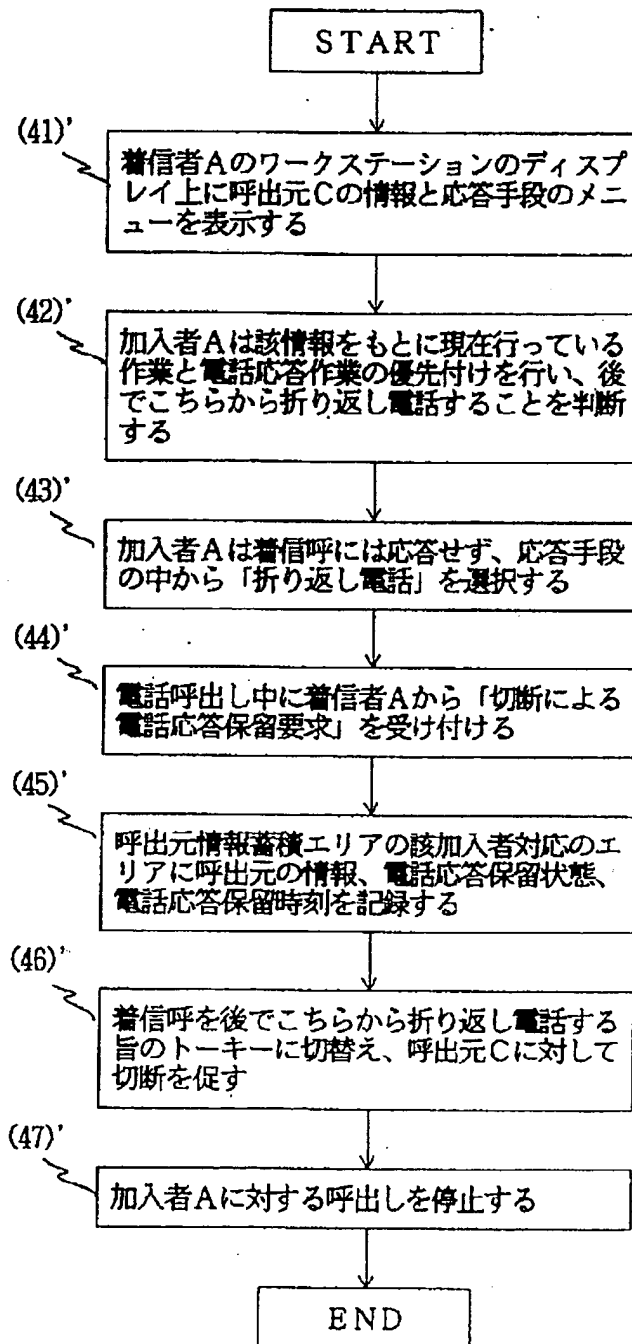 START
(41)'
着信者Aのワークステーションのディスプ
レイ上に呼出元Cの情報と応答手段のメニ
ューを表示する
(42)'
加入者Aは該情報をもとに現在行っている
作業と電話応答作業の優先付けを行い、後
でこちらから折り返し電話することを判断
する
(43)'
加入者Aは着信呼には応答せず、応答手段
の中から「折り返し電話」を選択する
(44)'
電話呼出し中に着信者Aから「切断による
電話応答保留要求」を受け付ける
(45)'
呼出元情報蓄積エリアの該加入者対応のエ
リアに呼出元の情報、電話応答保留状態、
電話応答保留時刻を記録する
(46)'
着信呼を後でこちらから折り返し電話する
旨のトーキーに切替え、呼出元Cに対して
切断を促す
(47)'
加入者Aに対する呼出しを停止する
END